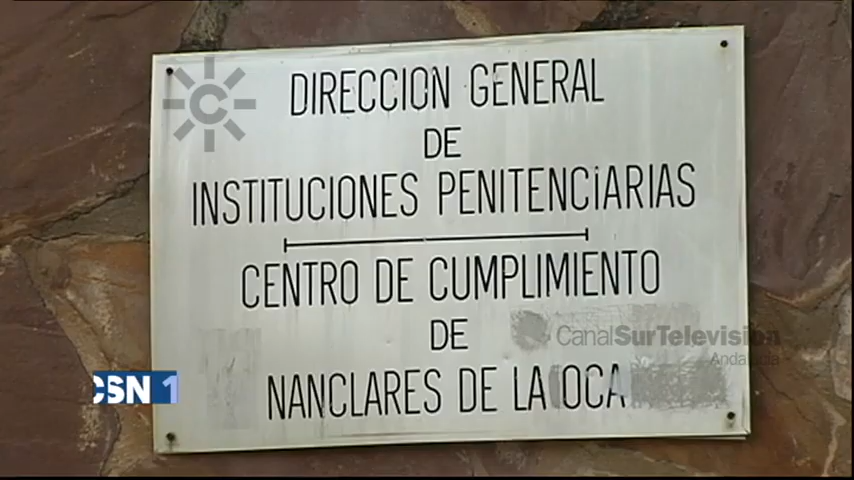 DIRECCION GENERAL
DE
INSTITUCIONES PENITENCiARIAS
CENTRO DE CUMPLIMIENTO
DE
NANCLARES DE LA OCA
CanalSurTelevisión
Andalucía
CSN 1